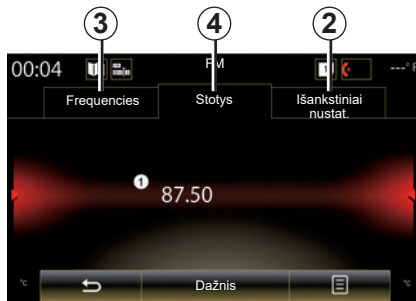 3 4 2
00:04 FM ---°F
Frequencies Stotys Išankstiniai
nustat.
1 87.50
°C Dažnis °C